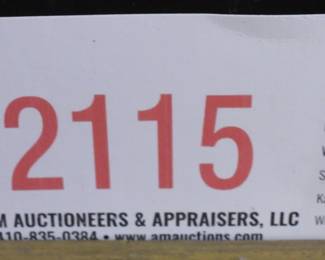 2115
M AUCTIONEERS & APPRAISERS, LLC
410-835-0384 • www.amauctions.com